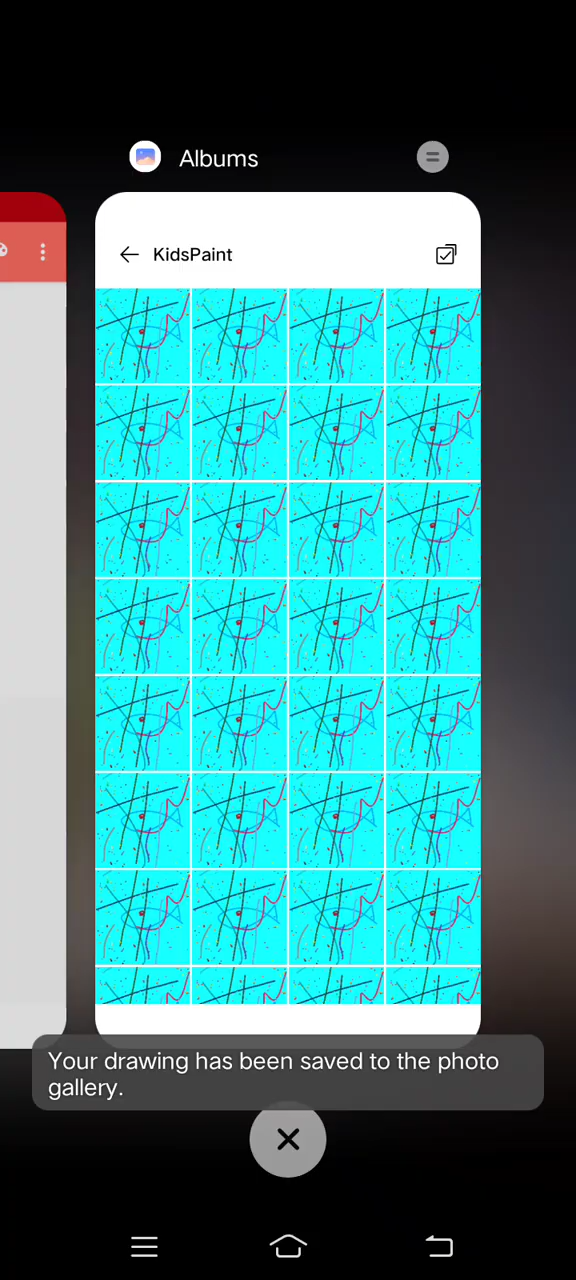 Albums
KidsPaint
Your drawing has been saved to the photo
gallery.